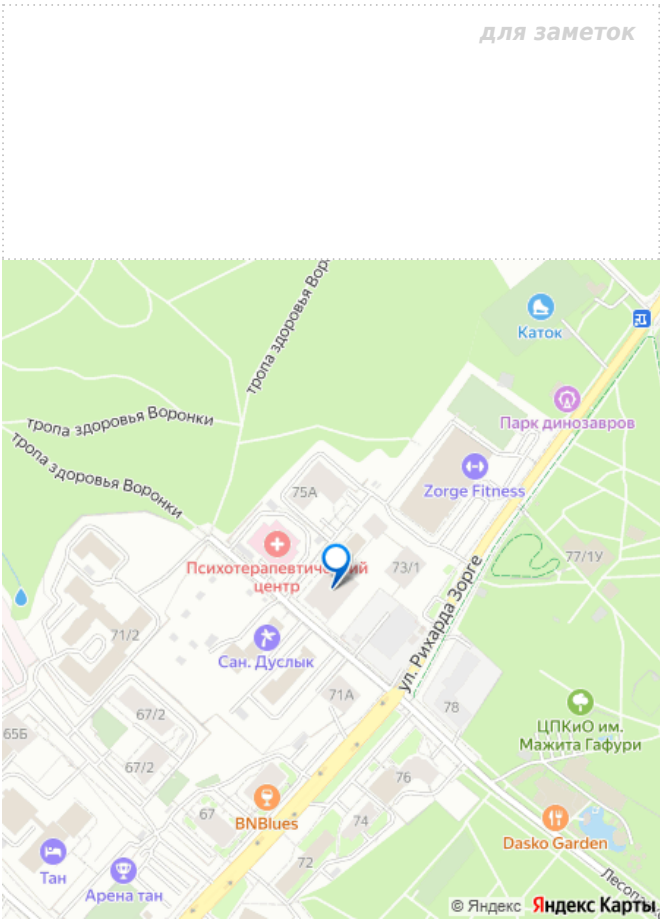 для заметок
тропа здоровья Вор
Каток
Парк динозавров
тропа здоровья Воронки
тропа здоровья Воронки
Zorge Fitness
75А
Психотерапевтический
центр
73/1
77/1У
ул. Рихарда Зорге
71/2
Сан. Дуслык
71А
78
67/2
65Б
ЦПКиО им.
Мажита Гафури
67/2
76
67
BNBlues
74
Dasko Garden
72
Тан
Арена тан
Лесопа
© Яндекс Яндекс Карты